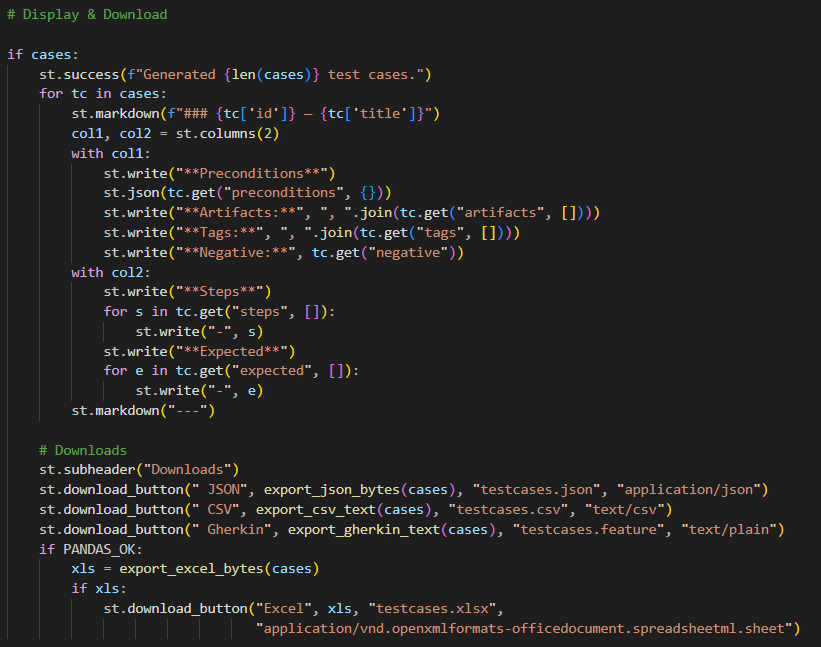 # Display & Download
if cases:
    st.success(f"Generated {len(cases)} test cases.")
    for tc in cases:
        st.markdown(f"### {tc['id']} – {tc['title']}")
        col1, col2 = st.columns(2)
        with col1:
            st.write("**Preconditions**")
            st.json(tc.get("preconditions", {}))
            st.write("**Artifacts:**", ", ".join(tc.get("artifacts", [])))
            st.write("**Tags:**", ", ".join(tc.get("tags", [])))
            st.write("**Negative:**", tc.get("negative"))
        with col2:
            st.write("**Steps**")
            for s in tc.get("steps", []):
                st.write("-", s)
            st.write("**Expected**")
            for e in tc.get("expected", []):
                st.write("-", e)
        st.markdown("---")
    # Downloads
    st.subheader("Downloads")
    st.download_button(" JSON", export_json_bytes(cases), "testcases.json", "application/json")
    st.download_button(" CSV", export_csv_text(cases), "testcases.csv", "text/csv")
    st.download_button(" Gherkin", export_gherkin_text(cases), "testcases.feature", "text/plain")
    if PANDAS_OK:
        xls = export_excel_bytes(cases)
        if xls:
            st.download_button("Excel", xls, "testcases.xlsx",
                               "application/vnd.openxmlformats-officedocument.spreadsheetml.sheet")